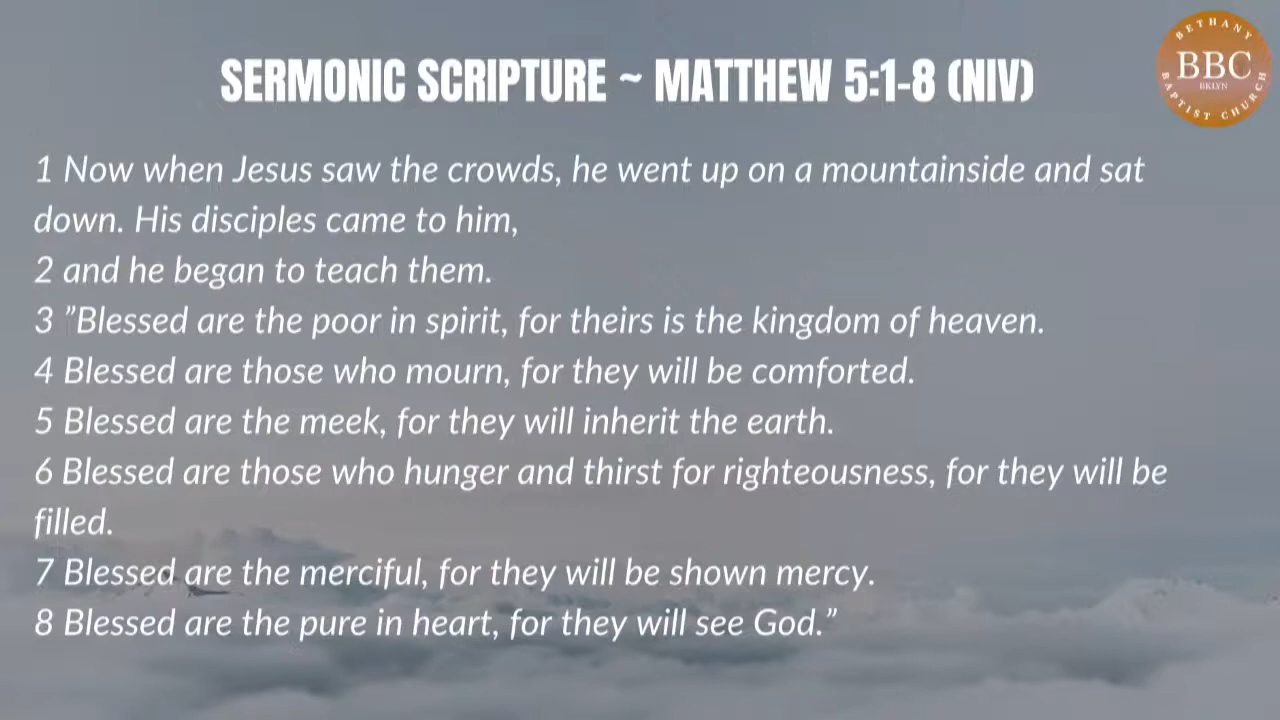 SERMONIC SCRIPTURE ~ MATTHEW 5:1-8 (NIV)
BETHANY
BBC
BKLYN
BAPTIST CHURCH
1 Now when Jesus saw the crowds, he went up on a mountainside and sat
down. His disciples came to him,
2 and he began to teach them.
3 ”Blessed are the poor in spirit, for theirs is the kingdom of heaven.
4 Blessed are those who mourn, for they will be comforted.
5 Blessed are the meek, for they will inherit the earth.
6 Blessed are those who hunger and thirst for righteousness, for they will be
filled.
7 Blessed are the merciful, for they will be shown mercy.
8 Blessed are the pure in heart, for they will see God.”